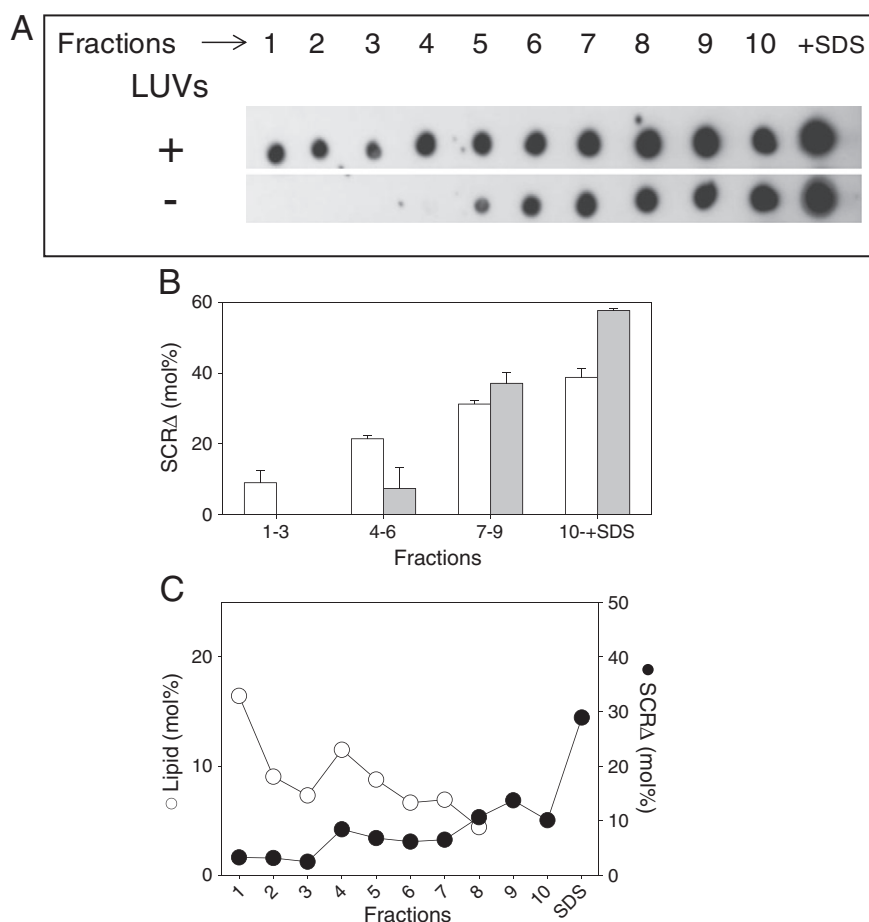 A
Fractions → 1 2 3 4 5 6 7 8 9 10 +SDS
LUVs
+
-
B
60
40
20
0
SCRΔ (mol%)
1-3 4-6 7-9 10-+SDS
Fractions
C
20
10
0
○ Lipid (mol%)
50
40
30
20
10
0
● SCRΔ (mol%)
1 2 3 4 5 6 7 8 9 10 SDS
Fractions